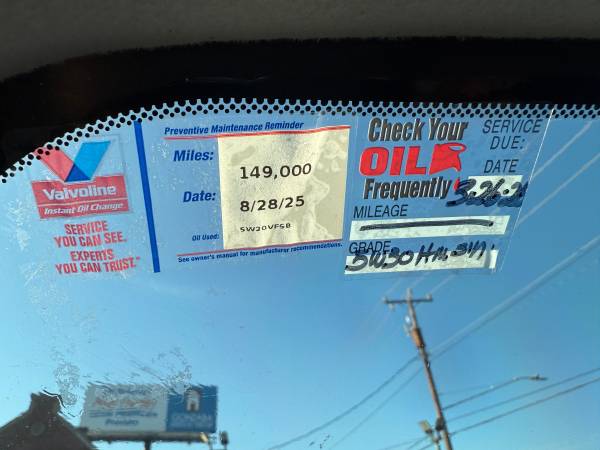 Valvoline
Instant Oil Change
SERVICE
YOU CAN SEE.
EXPERTS
YOU CAN TRUST.™
Preventive Maintenance Reminder
Miles: 149,000
Date: 8/28/25
Oil Used:
See owner's manual for manufacturer recommendations.
Check Your
OIL
Frequently
SERVICE
DUE:
DATE
MILEAGE
GRADE
5W30